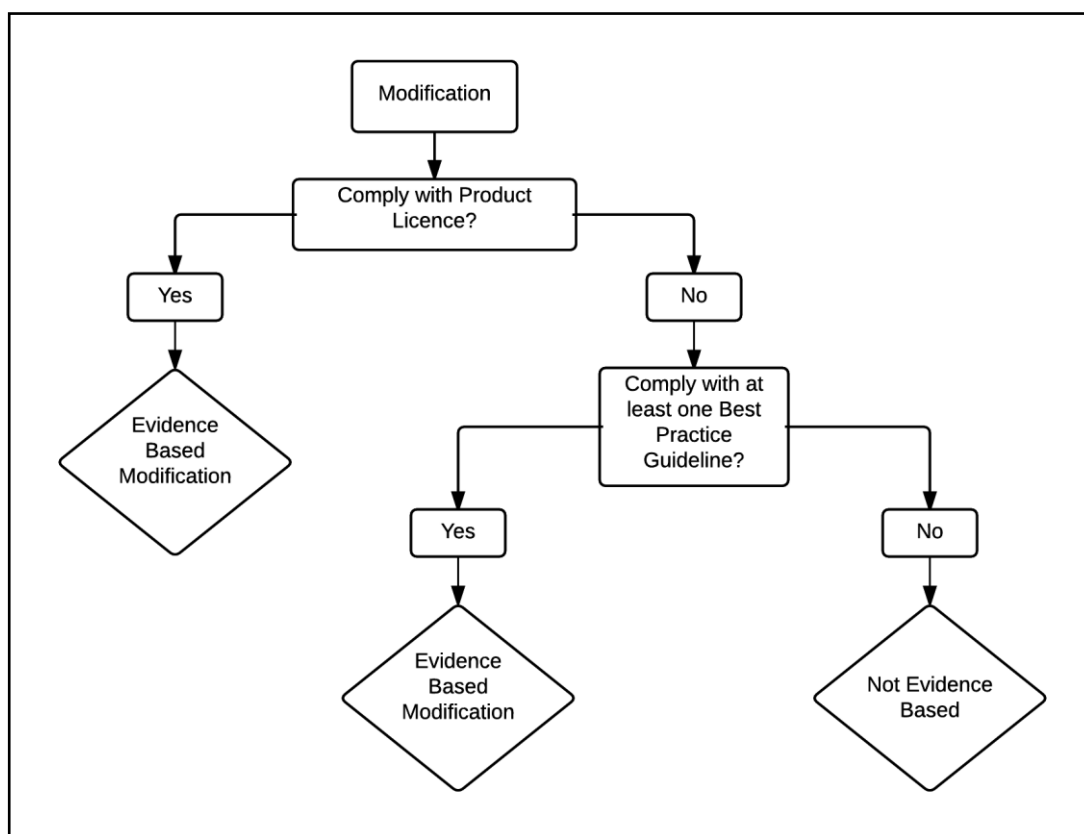 Modification
Comply with Product
Licence?
Yes
No
Evidence
Based
Modification
Comply with at
least one Best
Practice
Guideline?
Yes
No
Evidence
Based
Modification
Not Evidence
Based